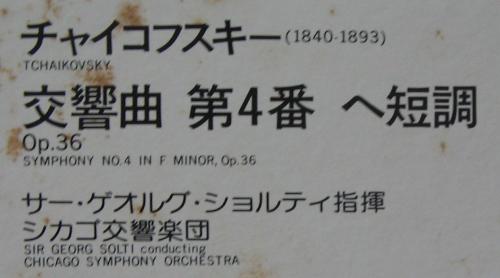 チャイコフスキー(1840-1893)
TCHAIKOVSKY
交響曲 第4番 ヘ短調
Op.36
SYMPHONY NO.4 IN F MINOR, Op.36
サー・ゲオルグ・ショルティ指揮
シカゴ交響楽団
SIR GEORG SOLTI conducting
CHICAGO SYMPHONY ORCHESTRA